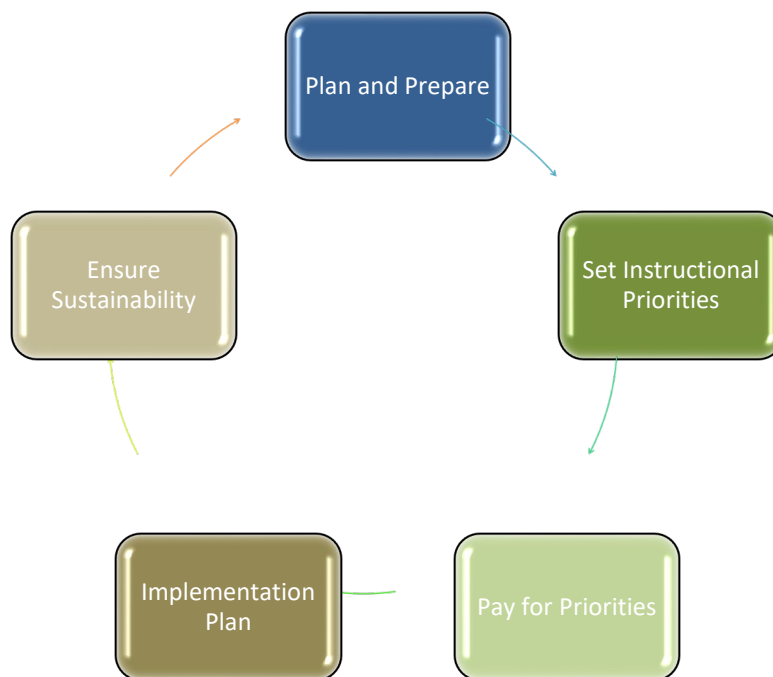 Plan and Prepare
Set Instructional
Priorities
Pay for Priorities
Implementation
Plan
Ensure
Sustainability